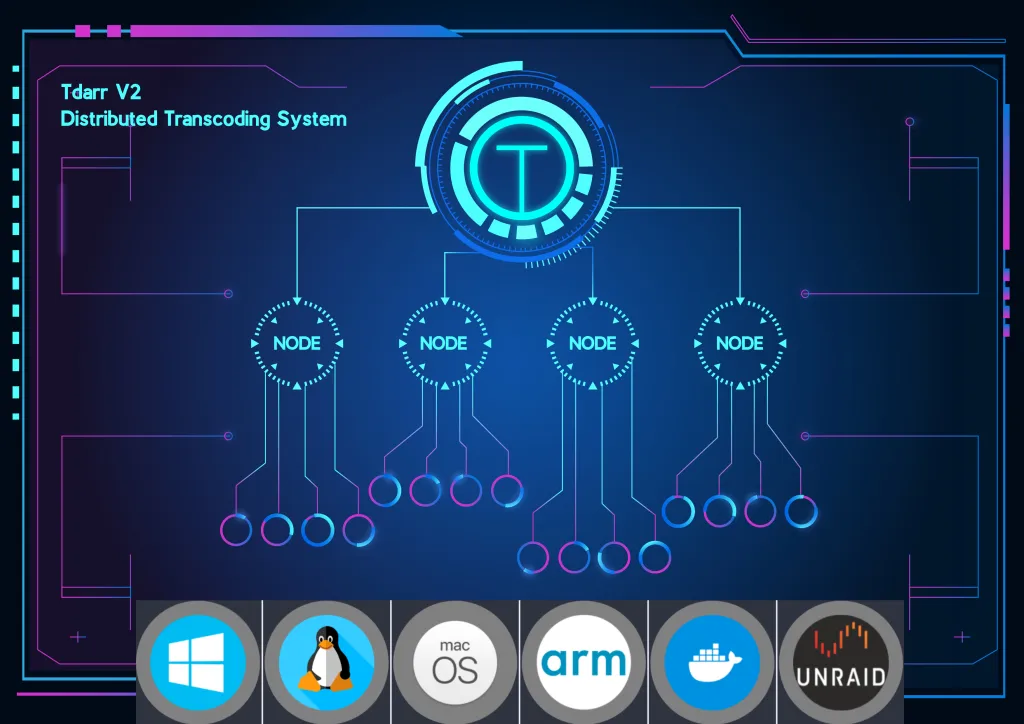 Tdarr V2
Distributed Transcoding System
T
NODE NODE NODE NODE
mac
OS
arm
UNRAID